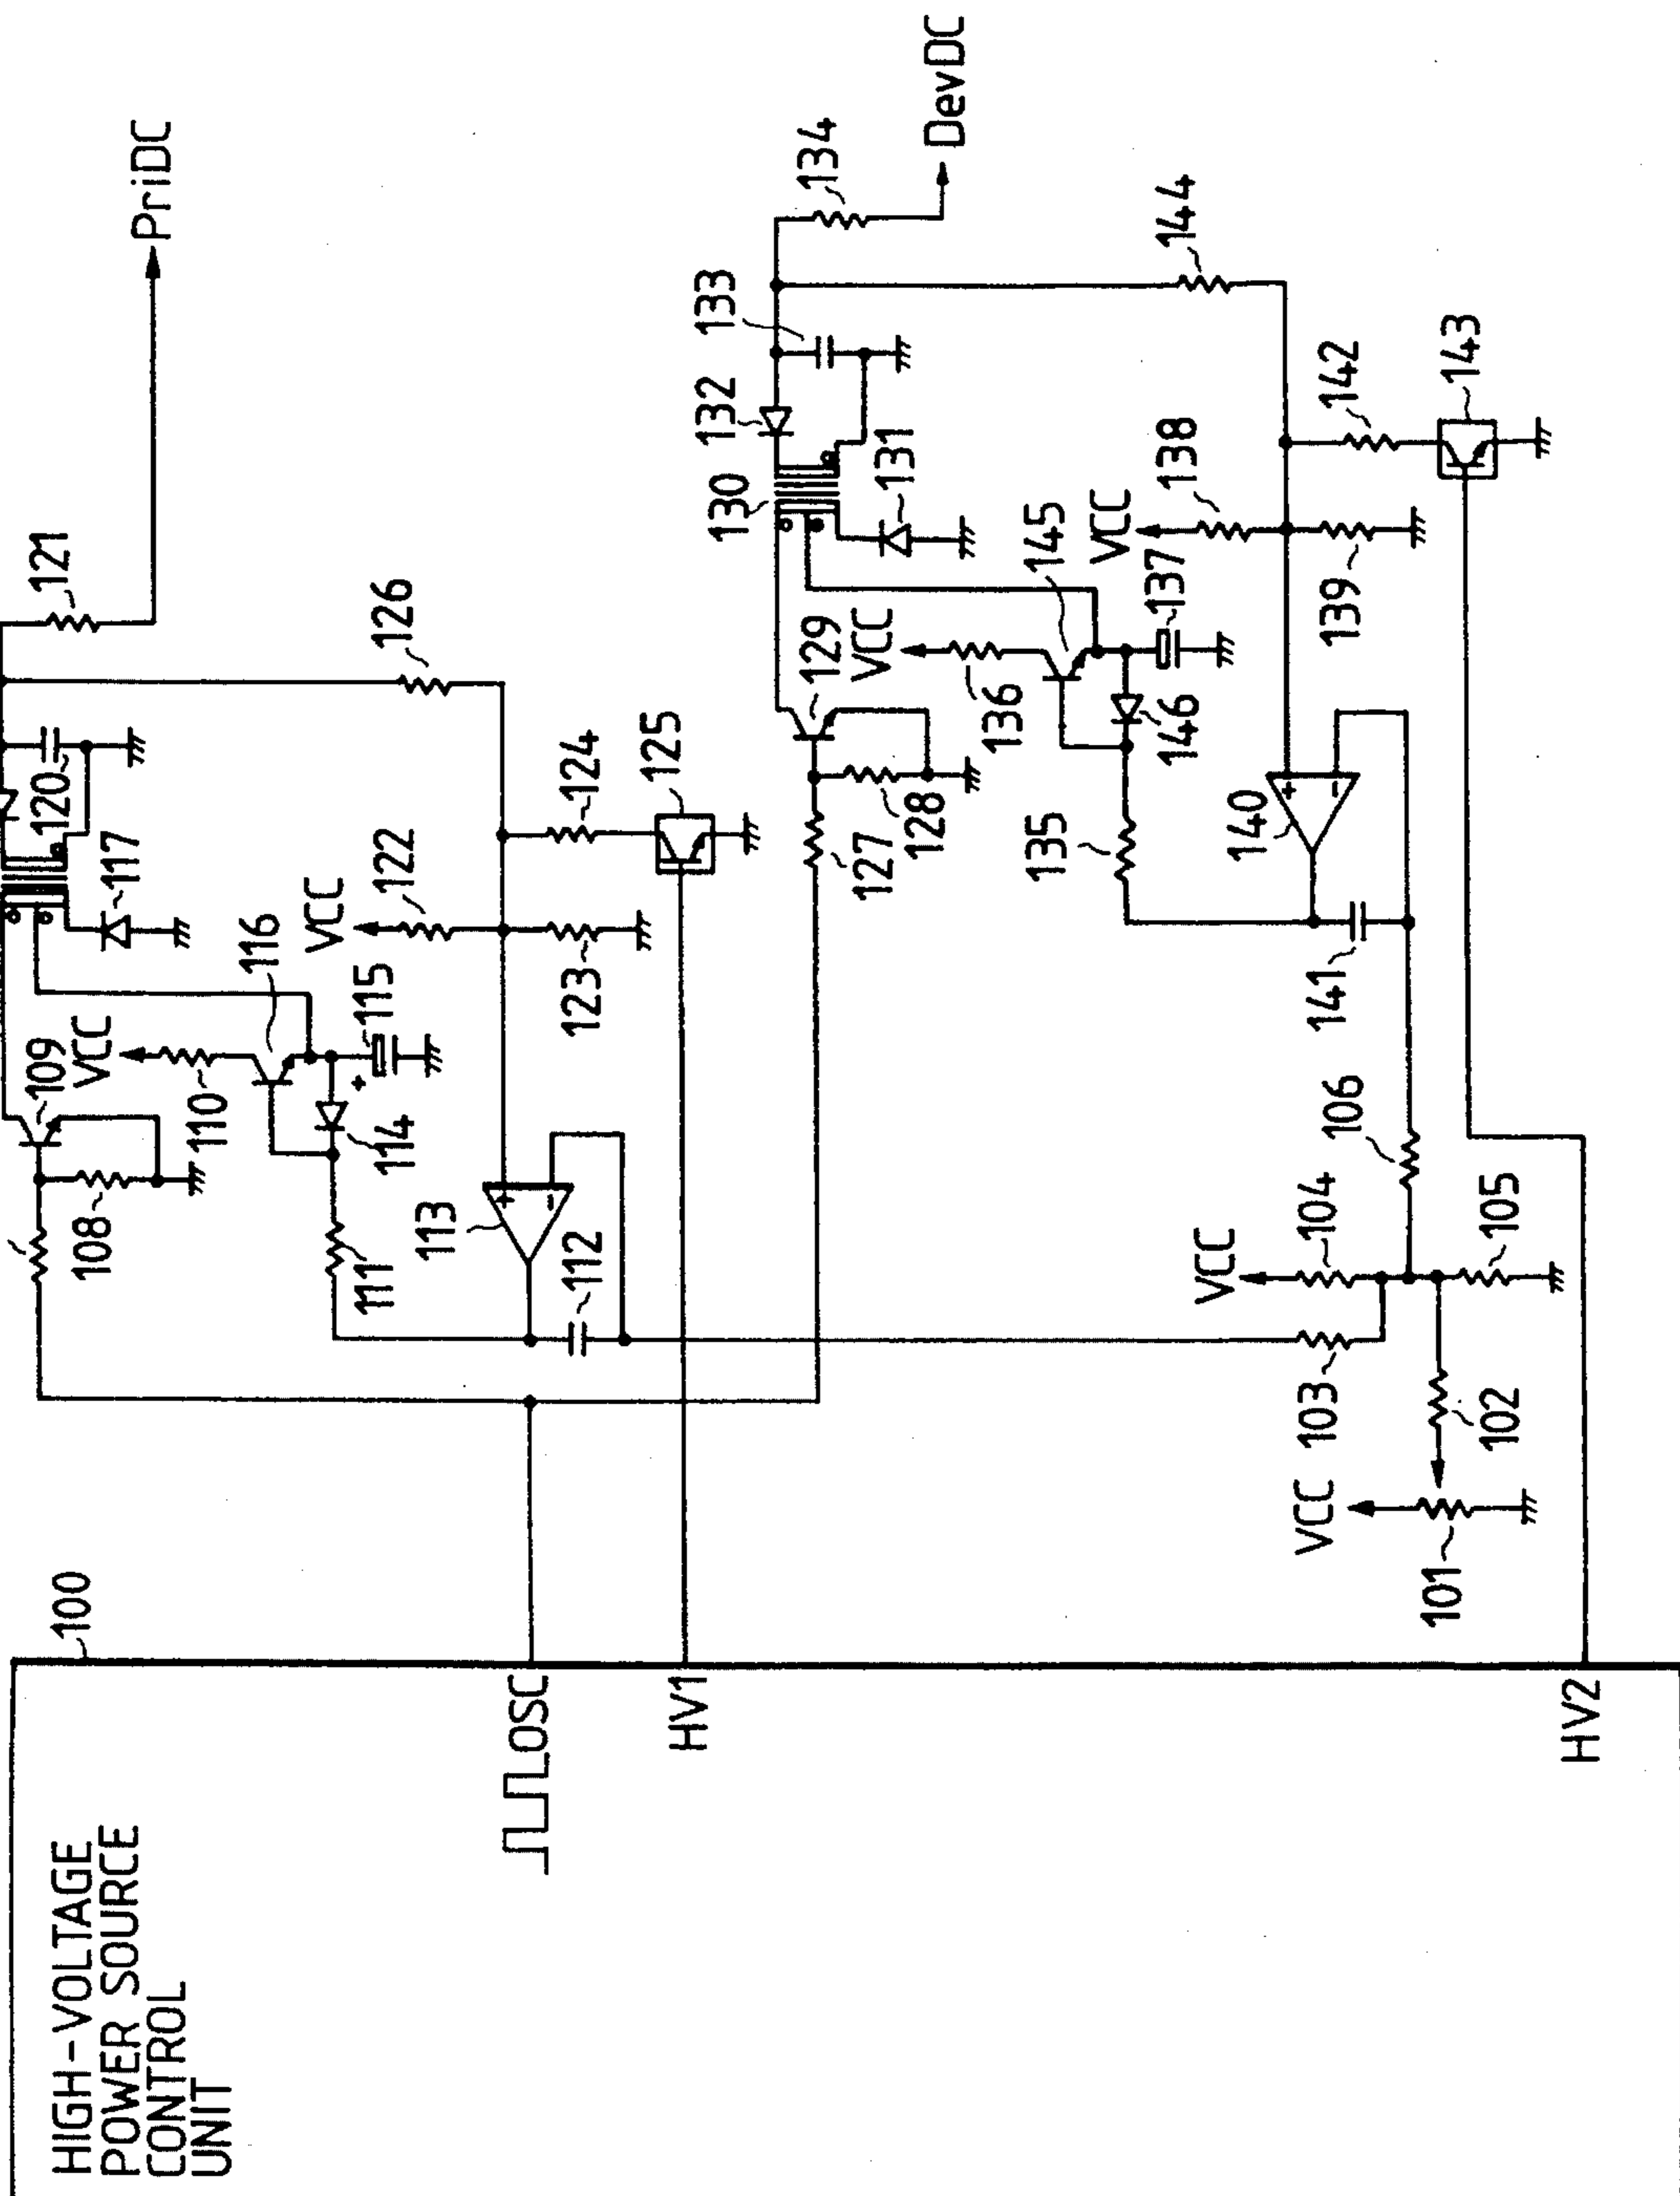 HIGH-VOLTAGE
POWER SOURCE
CONTROL
UNIT
100
OSC
HV1
HV2
PriDC
121
126
120
117
116
VCC
122
124
125
123
115
109
VCC
110
108
114
111
113
112
DevDC
134
144
133
132
131
130
142
143
138
VCC
145
137
139
129
VCC
136
146
128
127
135
140
141
106
104
105
VCC
103
102
VCC
101